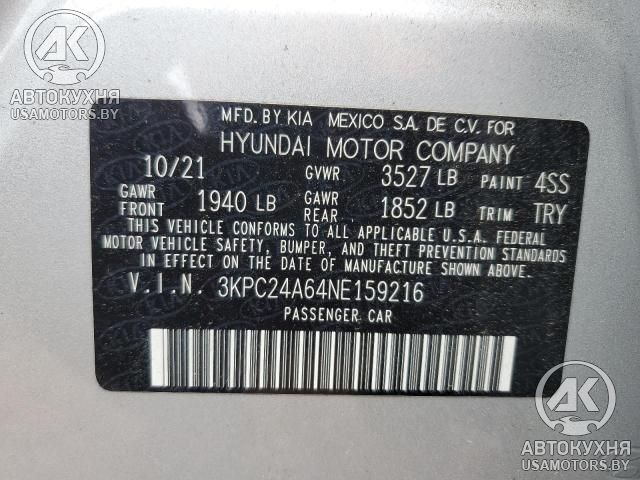 AK
АВТОКУХНЯ
USAMOTORS.BY
MFD. BY KIA MEXICO S.A. DE C.V. FOR
HYUNDAI MOTOR COMPANY
10/21 GVWR 3527 LB PAINT 4SS
GAWR FRONT 1940 LB GAWR REAR 1852 LB TRIM TRY
THIS VEHICLE CONFORMS TO ALL APPLICABLE U.S.A. FEDERAL
MOTOR VEHICLE SAFETY, BUMPER, AND THEFT PREVENTION STANDARDS
IN EFFECT ON THE DATE OF MANUFACTURE SHOWN ABOVE.
V.I.N. 3KPC24A64NE159216
PASSENGER CAR
AK
АВТОКУХНЯ
USAMOTORS.BY